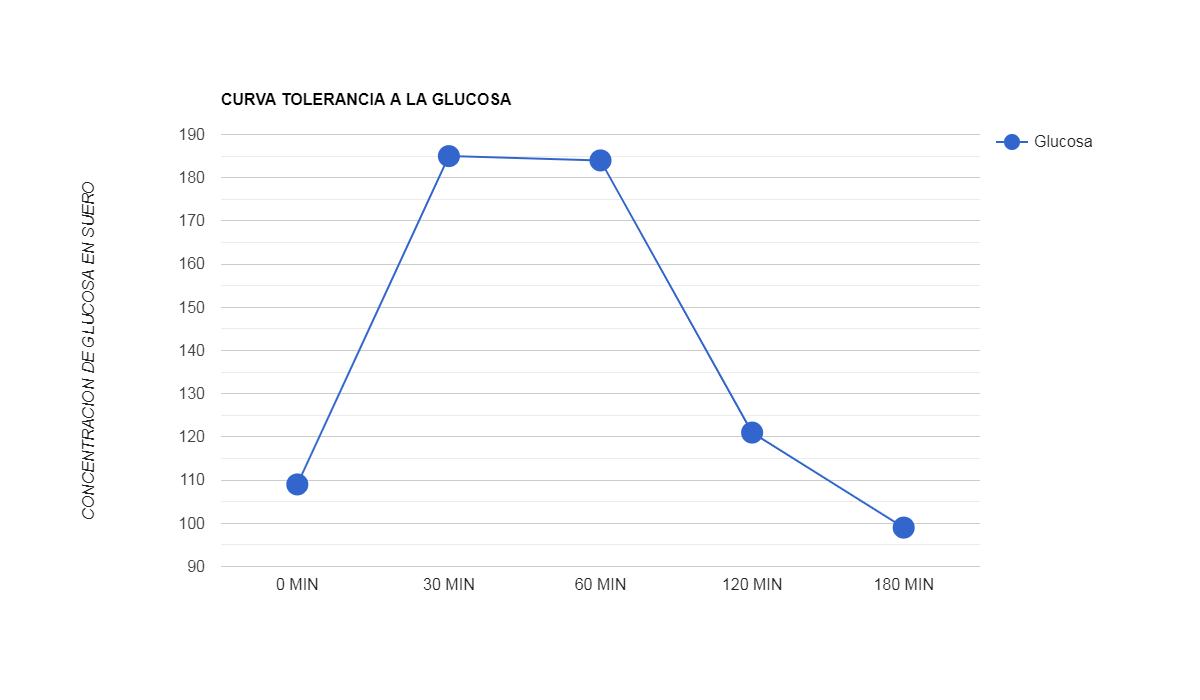 CURVA TOLERANCIA A LA GLUCOSA
CONCENTRACION DE GLUCOSA EN SUERO
190
180
170
160
150
140
130
120
110
100
90
0 MIN
30 MIN
60 MIN
120 MIN
180 MIN
Glucosa